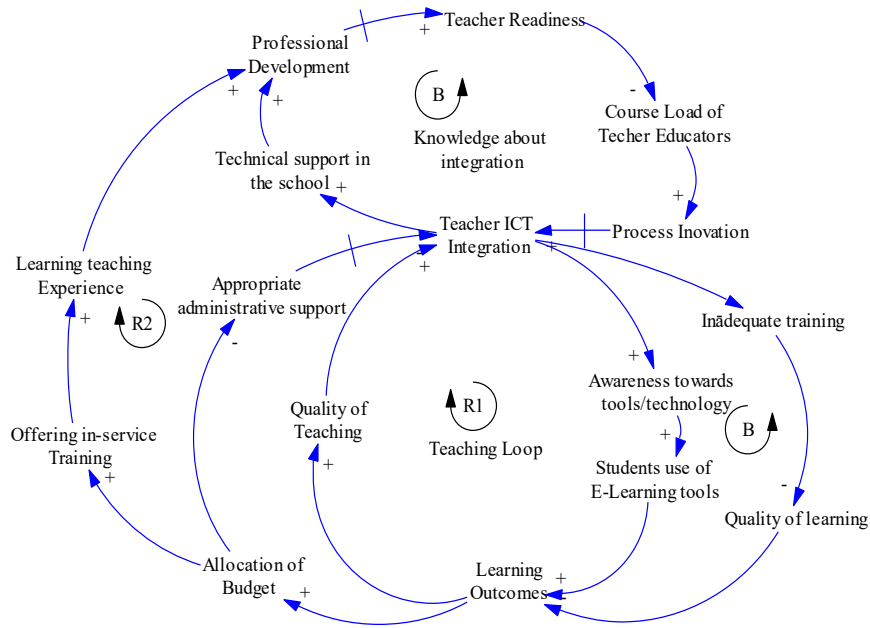 Teacher Readiness
Professional
Development
+
+
+
B
-
Course Load of
Techer Educators
Knowledge about
integration
Technical support in
the school
+
+
Teacher ICT
Integration
Process Inovation
+
-
+
Learning teaching
Experience
Appropriate
administrative support
+
R2
-
Inadequate training
-
+
Awareness towards
tools/technology
R1
Quality of
Teaching
Teaching Loop
B
+
+
Offering in-service
Training
+
Students use of
E-Learning tools
-
Quality of learning
Allocation of
Budget
+
Learning
Outcomes
+
-